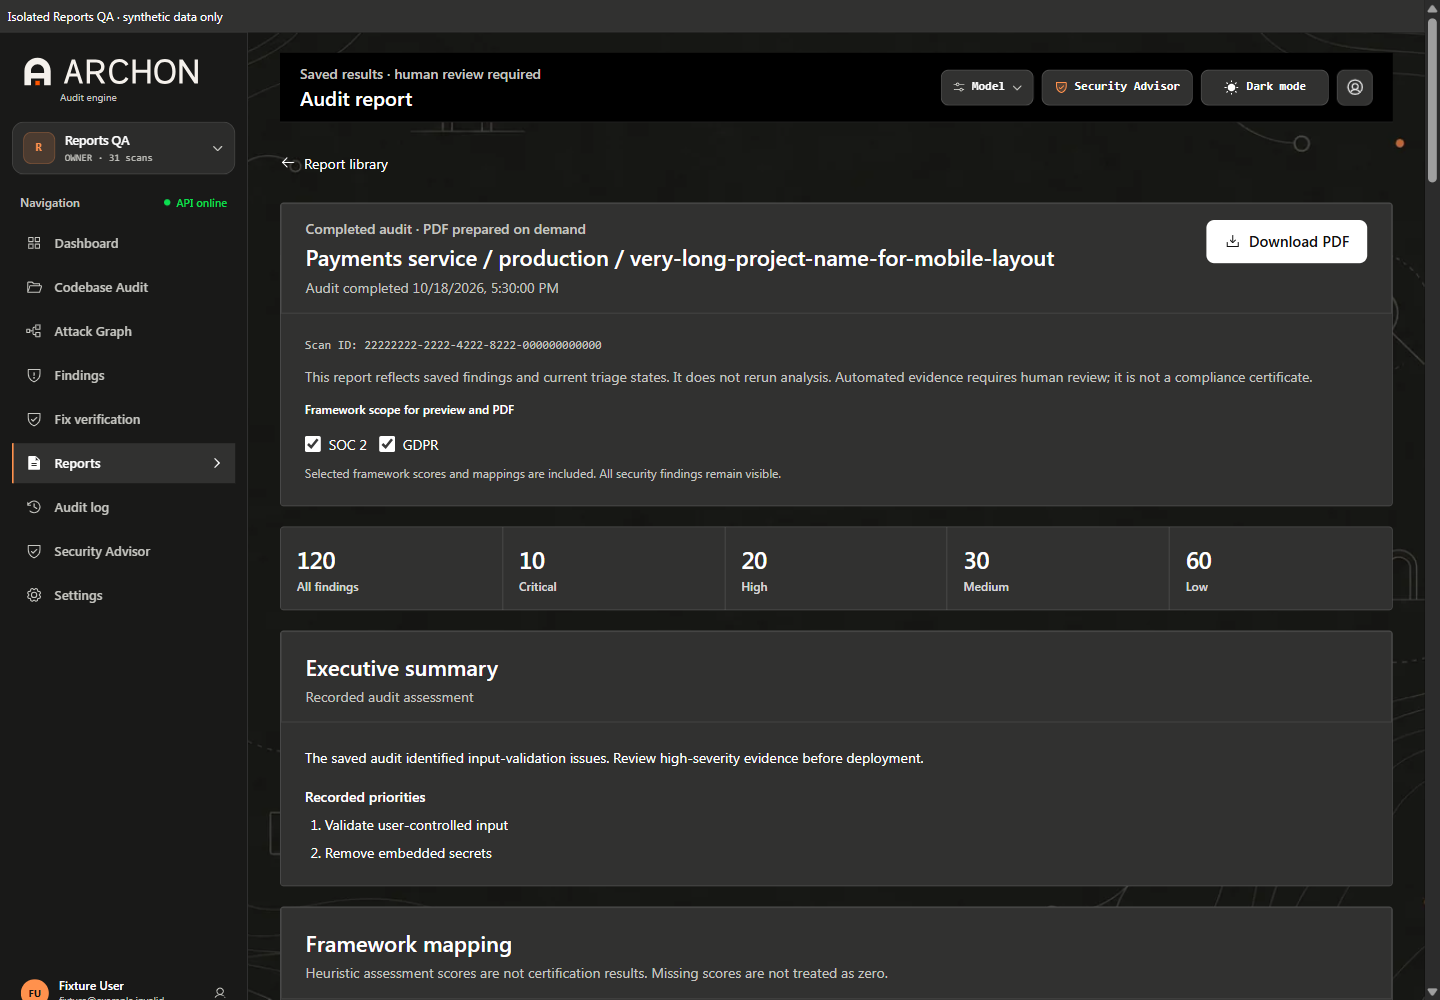 Isolated Reports QA · synthetic data only
ARCHON
Audit engine
R
Reports QA
OWNER · 31 scans
Navigation
API online
Dashboard
Codebase Audit
Attack Graph
Findings
Fix verification
Reports
Audit log
Security Advisor
Settings
FU
Fixture User
Saved results · human review required
Audit report
Model
Security Advisor
Dark mode
Report library
Completed audit · PDF prepared on demand
Payments service / production / very-long-project-name-for-mobile-layout
Audit completed 10/18/2026, 5:30:00 PM
Download PDF
Scan ID: 22222222-2222-4222-8222-000000000000
This report reflects saved findings and current triage states. It does not rerun analysis. Automated evidence requires human review; it is not a compliance certificate.
Framework scope for preview and PDF
SOC 2 GDPR
Selected framework scores and mappings are included. All security findings remain visible.
120 10 20 30 60
All findings Critical High Medium Low
Executive summary
Recorded audit assessment
The saved audit identified input-validation issues. Review high-severity evidence before deployment.
Recorded priorities
1. Validate user-controlled input
2. Remove embedded secrets
Framework mapping
Heuristic assessment scores are not certification results. Missing scores are not treated as zero.